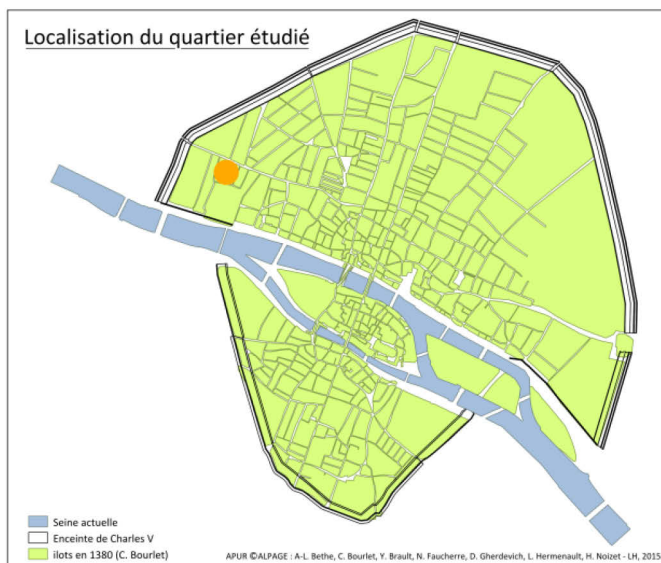 Localisation du quartier étudié
Seine actuelle
Enceinte de Charles V
ilots en 1380 (C. Bourlet)
APUR ©ALPAGE : A-L. Bethe, C. Bourlet, Y. Brault, N. Faucherre, D. Gherdevich, L. Hermenault, H. Noizet - LH, 2015